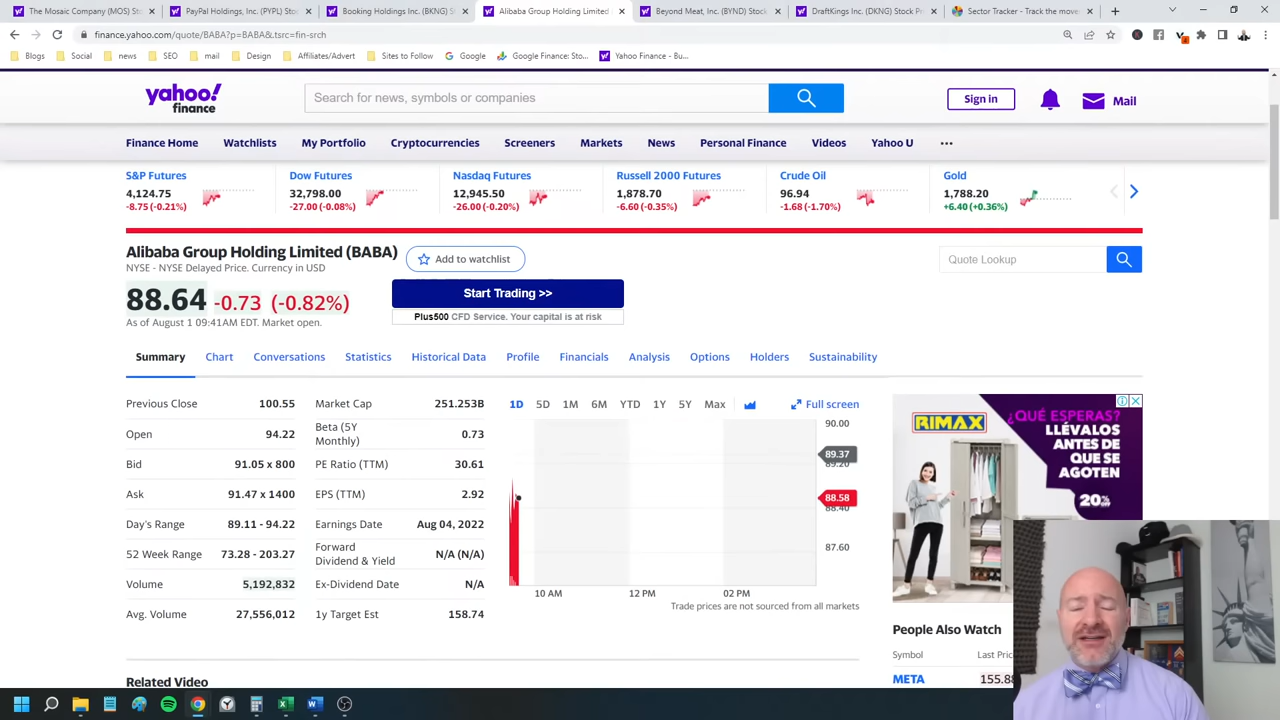 The Mosaic Company (MOS) S
PayPal Holdings, Inc. (PYPL) Stoc
Booking Holdings Inc. (BKNG) S
Alibaba Group Holding Limited
Beyond Meat, Inc. (BYND) Stock
DraftKings Inc. (DKNG) Stock Pr
Sector Tracker - Track the move
finance.yahoo.com/quote/BABA?p=BABA&.tsrc=fin-srch
Blogs
Social
news
SEO
mail
Design
Affiliates/Advert
Sites to Follow
Google
Google Finance: Sto...
Yahoo Finance - Bu...
yahoo!
finance
Search for news, symbols or companies
Sign in
Mail
Finance Home
Watchlists
My Portfolio
Cryptocurrencies
Screeners
Markets
News
Personal Finance
Videos
Yahoo U
S&P Futures
4,124.75
-8.75 (-0.21%)
Dow Futures
32,798.00
-27.00 (-0.08%)
Nasdaq Futures
12,945.50
-26.00 (-0.20%)
Russell 2000 Futures
1,878.70
-6.60 (-0.35%)
Crude Oil
96.94
-1.68 (-1.70%)
Gold
1,788.20
+6.40 (+0.36%)
Alibaba Group Holding Limited (BABA)
NYSE - NYSE Delayed Price. Currency in USD
Add to watchlist
Quote Lookup
88.64 -0.73 (-0.82%)
As of August 1 09:41AM EDT. Market open.
Start Trading >>
Plus500 CFD Service. Your capital is at risk
Summary
Chart
Conversations
Statistics
Historical Data
Profile
Financials
Analysis
Options
Holders
Sustainability
Previous Close 100.55
Open 94.22
Bid 91.05 x 800
Ask 91.47 x 1400
Day's Range 89.11 - 94.22
52 Week Range 73.28 - 203.27
Volume 5,192,832
Avg. Volume 27,556,012
Market Cap 251.253B
Beta (5Y
Monthly) 0.73
PE Ratio (TTM) 30.61
EPS (TTM) 2.92
Earnings Date Aug 04, 2022
Forward
Dividend & Yield N/A (N/A)
Ex-Dividend Date N/A
1y Target Est 158.74
1D 5D 1M 6M YTD 1Y 5Y Max
Full screen
90.00
89.37
89.20
88.58
88.40
87.60
10 AM
12 PM
02 PM
Trade prices are not sourced from all markets
RIMAX
¿QUÉ ESPERAS?
LLÉVALOS
ANTES DE
QUE SE
AGOTEN
20%
People Also Watch
Symbol
Last Pric
META
155.88
Related Video